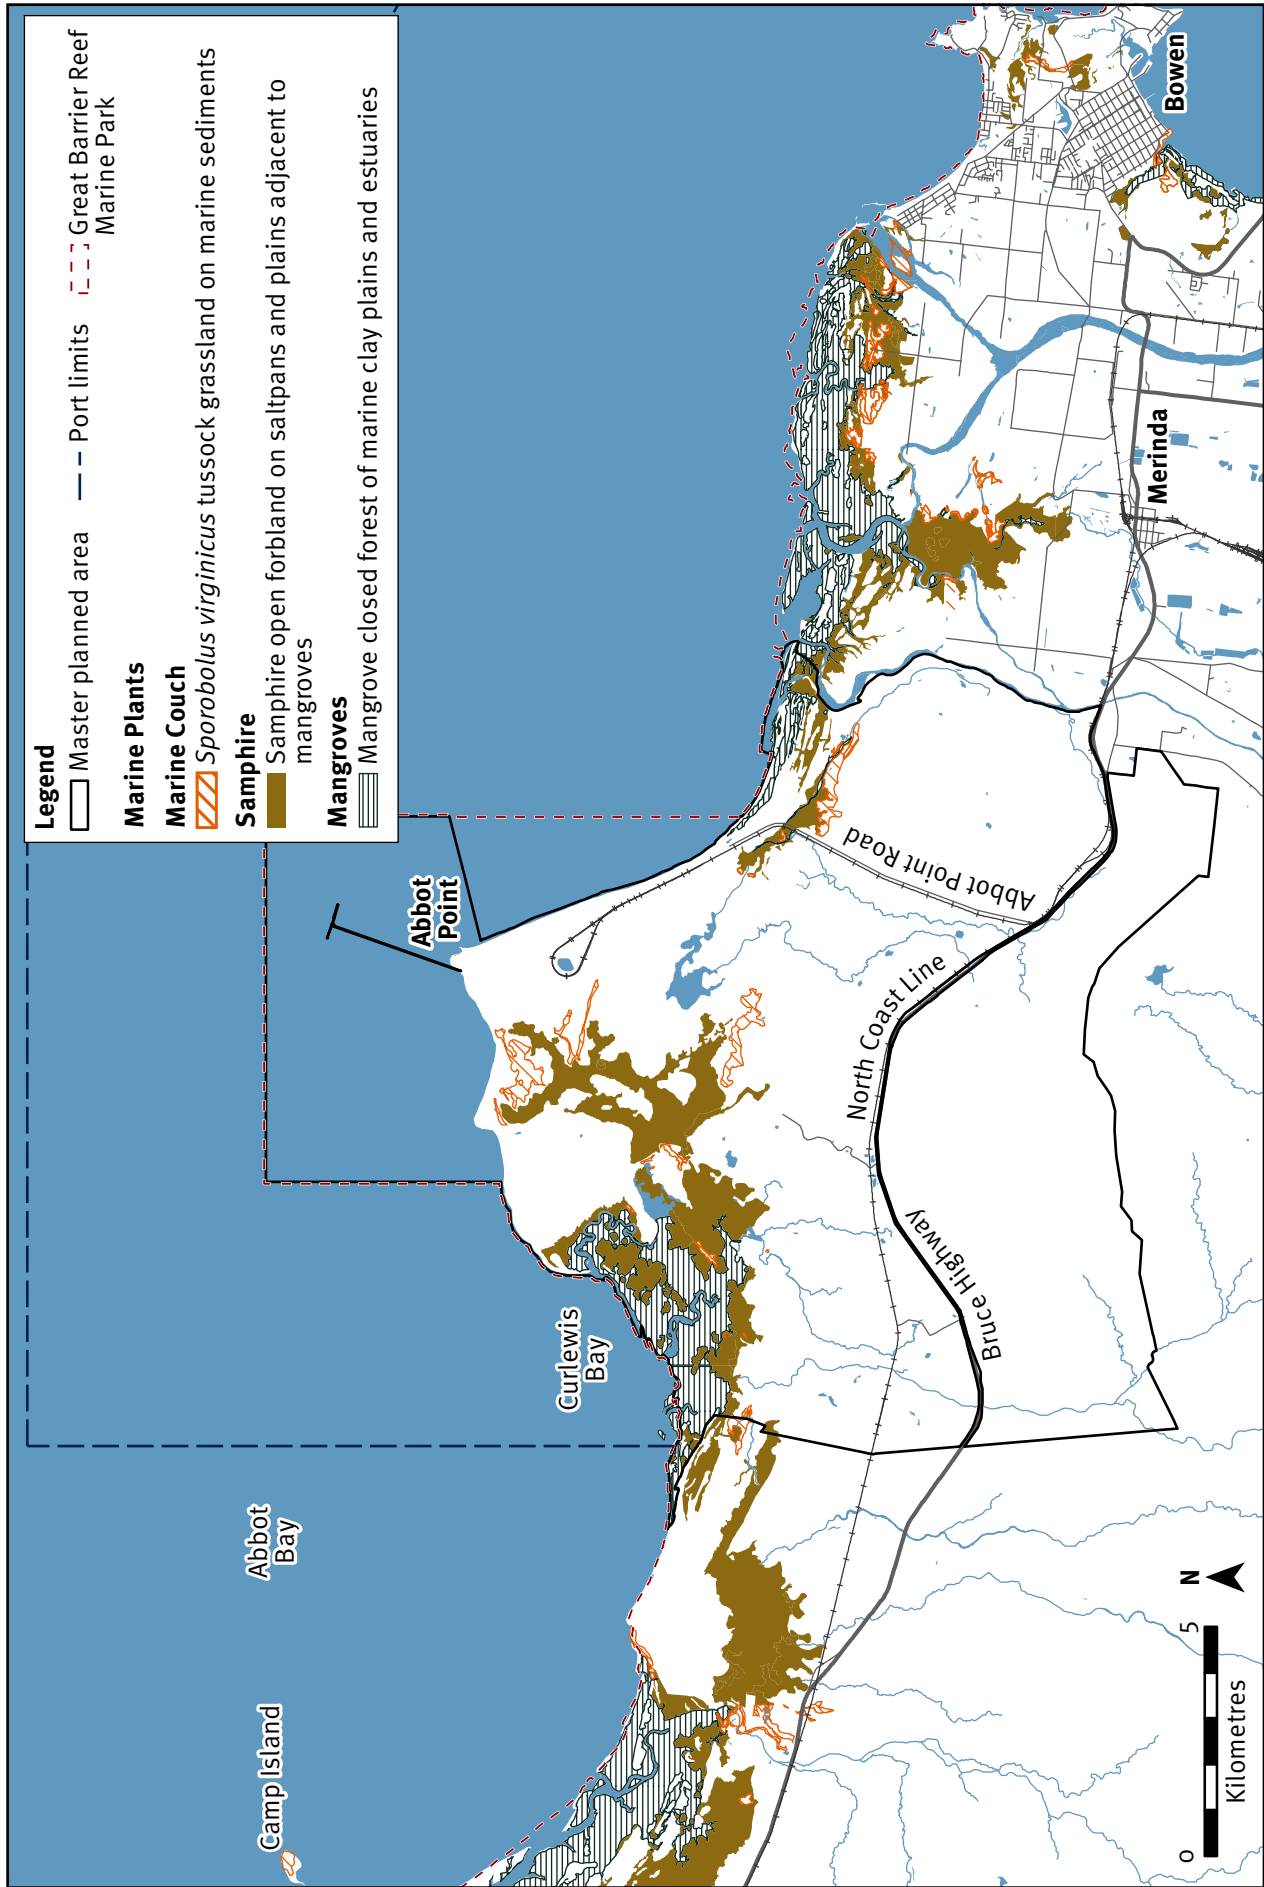 Legend
Master planned area
Port limits
Great Barrier Reef
Marine Park
Marine Plants
Marine Couch
Sporobolus virginicus tussock grassland on marine sediments
Samphire
Samphire open forbland on saltpans and plains adjacent to
mangroves
Mangroves
Mangrove closed forest of marine clay plains and estuaries
Camp Island
Abbot
Bay
Curlewis
Bay
Abbot
Point
Abbot Point Road
North Coast Line
Bruce Highway
Merinda
Bowen
N
0
5
Kilometres